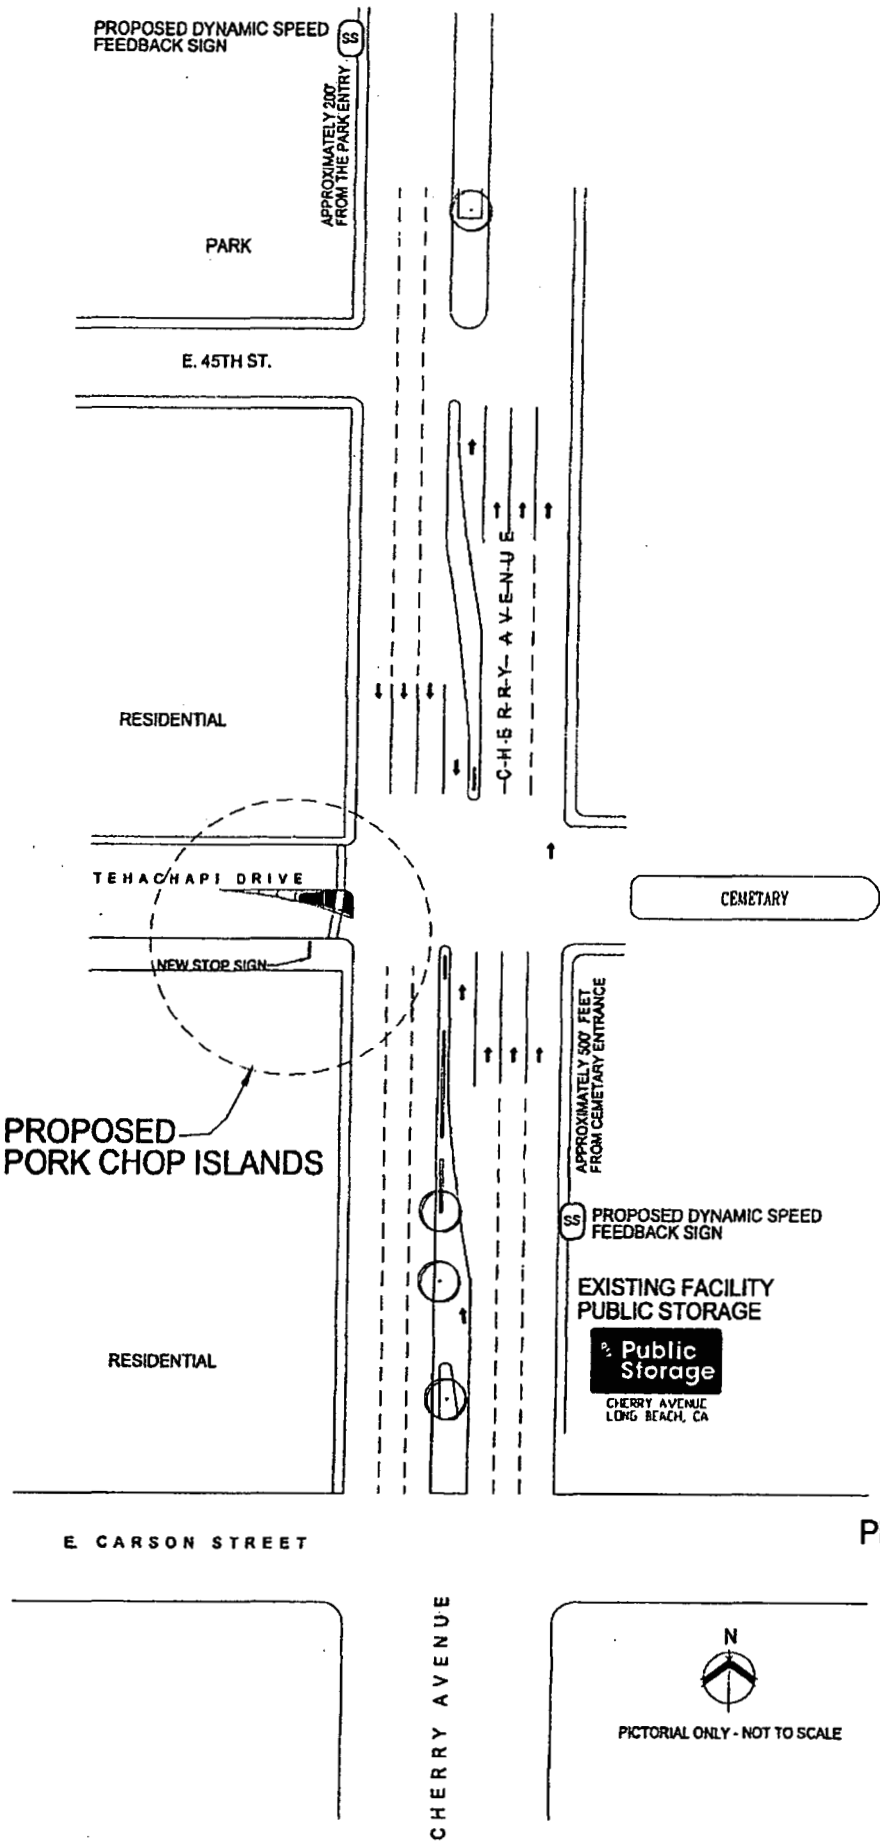 PROPOSED DYNAMIC SPEED
FEEDBACK SIGN
SS
APPROXIMATELY 200'
FROM THE PARK ENTRY
PARK
E. 45TH ST.
CHERRY AVENUE
RESIDENTIAL
TEHACHAPI DRIVE
CEMETARY
NEW STOP SIGN
APPROXIMATELY 500' FEET
FROM CEMETARY ENTRANCE
PROPOSED
PORK CHOP ISLANDS
SS
PROPOSED DYNAMIC SPEED
FEEDBACK SIGN
EXISTING FACILITY
PUBLIC STORAGE
Public
Storage
CHERRY AVENUE
LONG BEACH, CA
RESIDENTIAL
E. CARSON STREET
CHERRY AVENUE
N
PICTORIAL ONLY - NOT TO SCALE